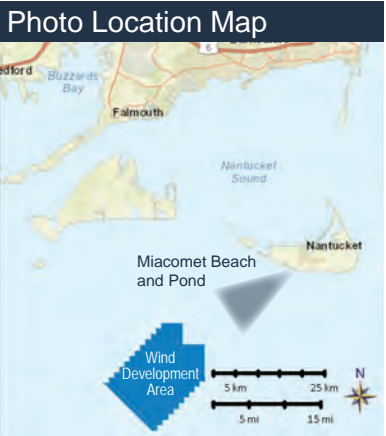 Photo Location Map
6
edford
Buzzards
Bay
Falmouth
Nantucket
Sound
Nantucket
Miacomet Beach
and Pond
Wind
Development
Area
N
5 km 25 km
5 mi 15 mi